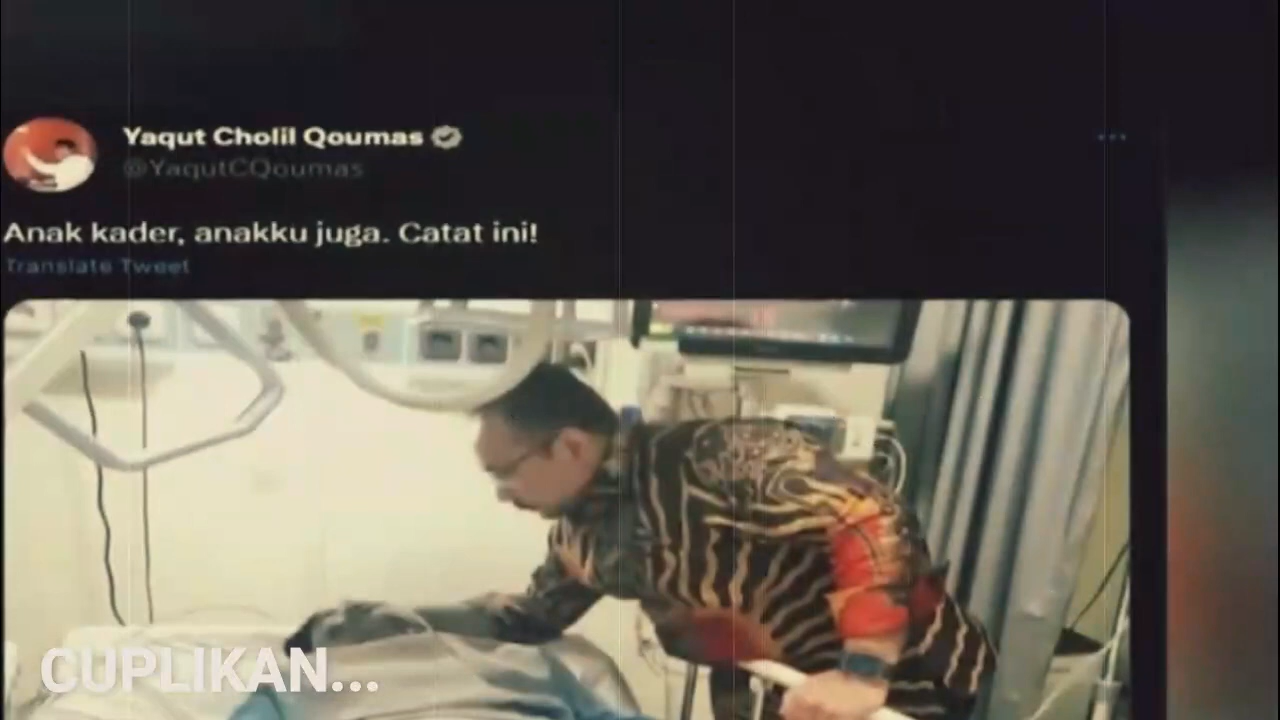 Yaqut Cholil Qoumas
@YaqutCQoumas
Anak kader, anakku juga. Catat ini!
Translate Tweet
CUPLIKAN...